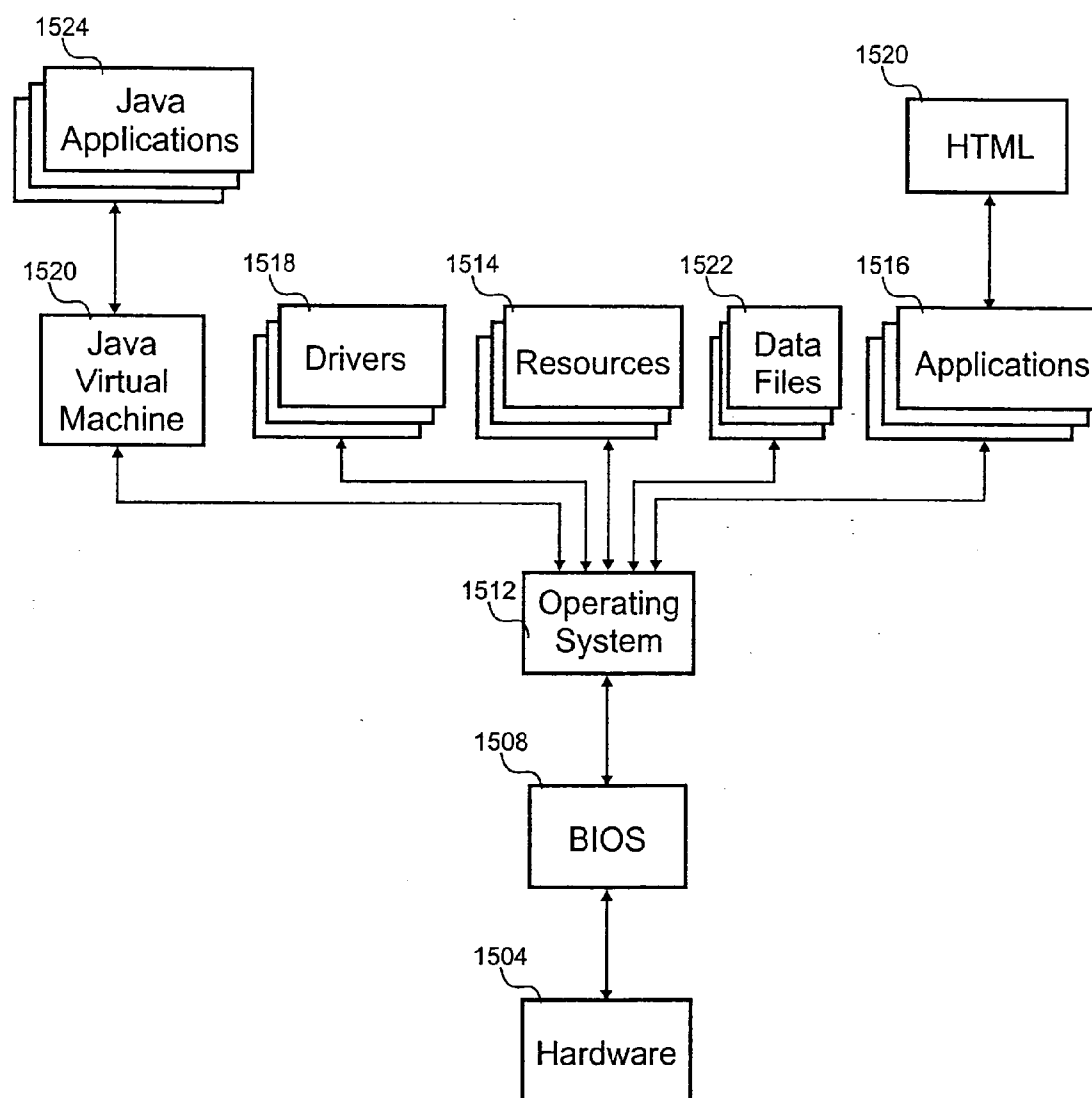 1524
Java
Applications
1520
HTML
1520
Java
Virtual
Machine
1518
Drivers
1514
Resources
1522
Data
Files
1516
Applications
1512
Operating
System
1508
BIOS
1504
Hardware